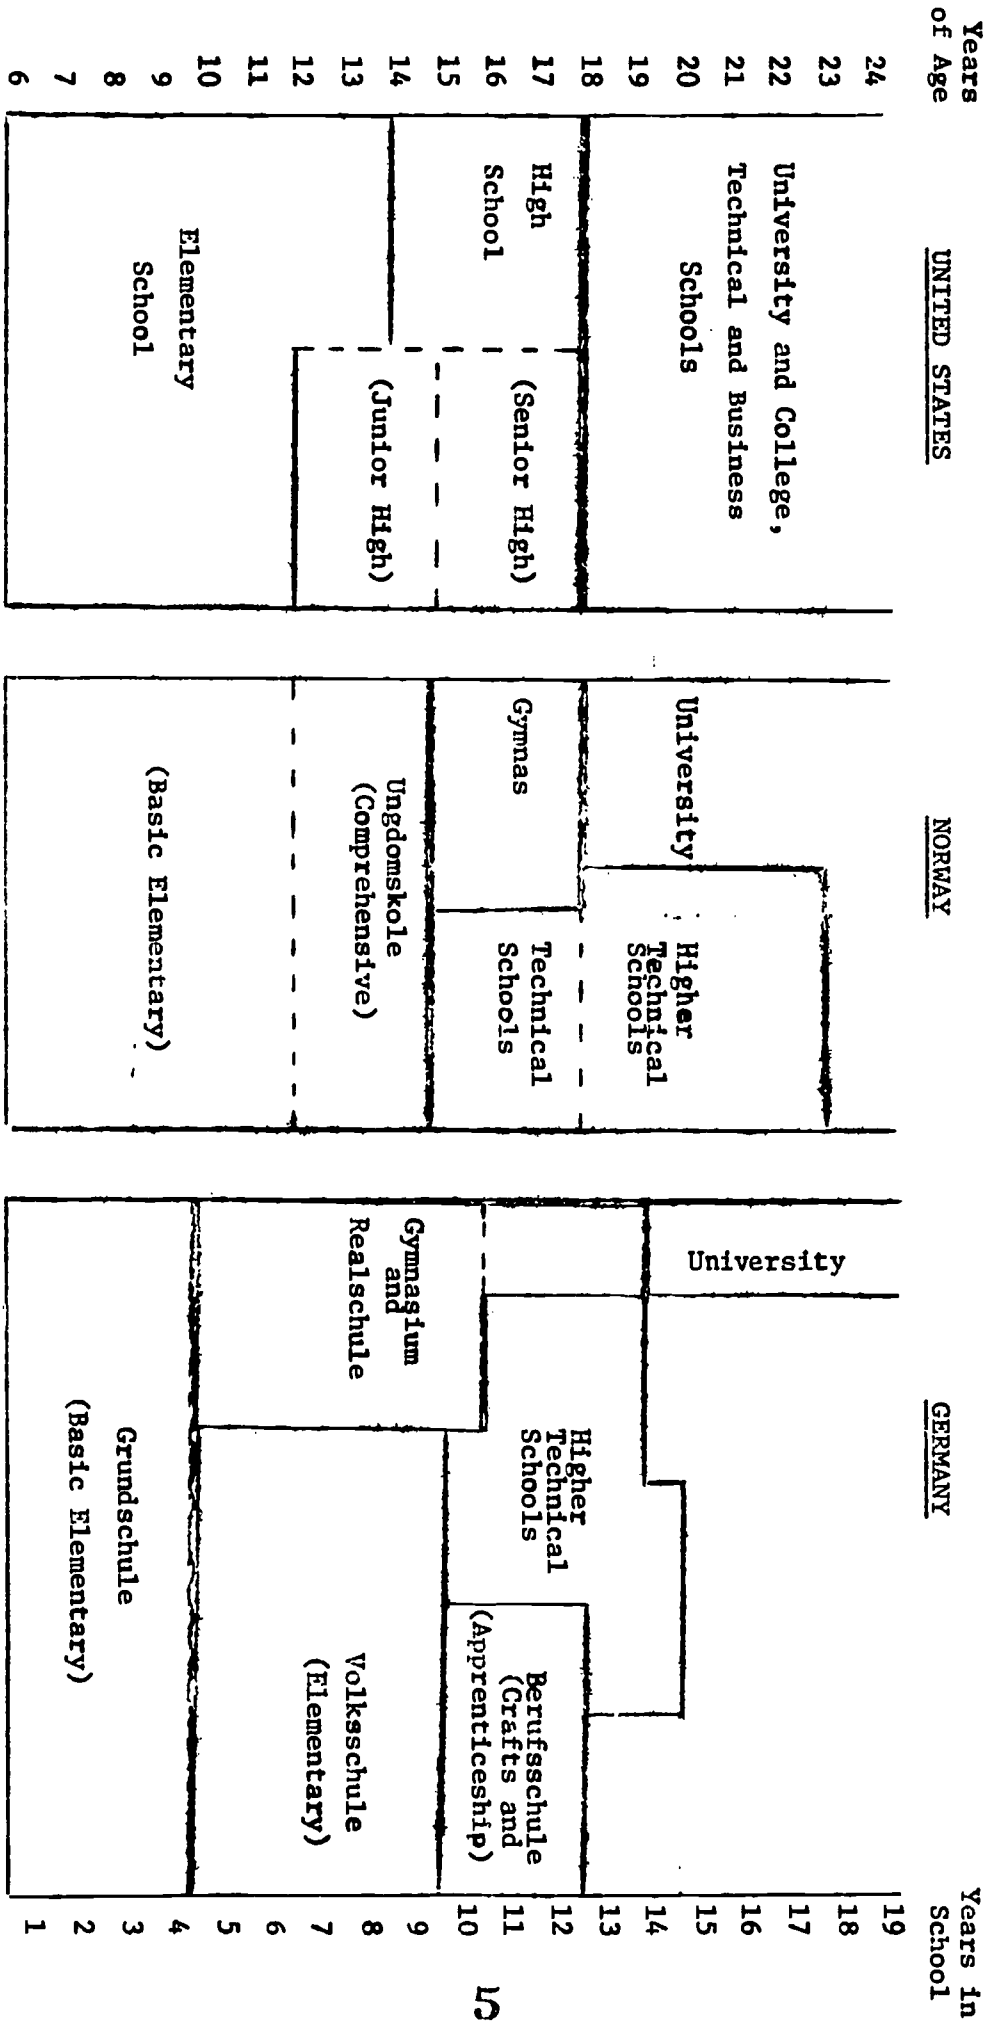 Years
of Age
UNITED STATES
NORWAY
GERMANY
Years in
School
24
23
22
21
20
19
18
17
16
15
14
13
12
11
10
9
8
7
6
University and College,
Technical and Business
Schools
High
School
(Senior High)
(Junior High)
Elementary
School
University
Higher
Technical
Schools
Gymnas
Technical
Schools
Ungdomskole
(Comprehensive)
(Basic Elementary)
University
Higher
Technical
Schools
Berufsschule
(Crafts and
(Apprenticeship)
Gymnasium
and
Realschule
Volksschule
(Elementary)
Grundschule
(Basic Elementary)
19
18
17
16
15
14
13
12
11
10
9
8
7
6
5
4
3
2
1
5